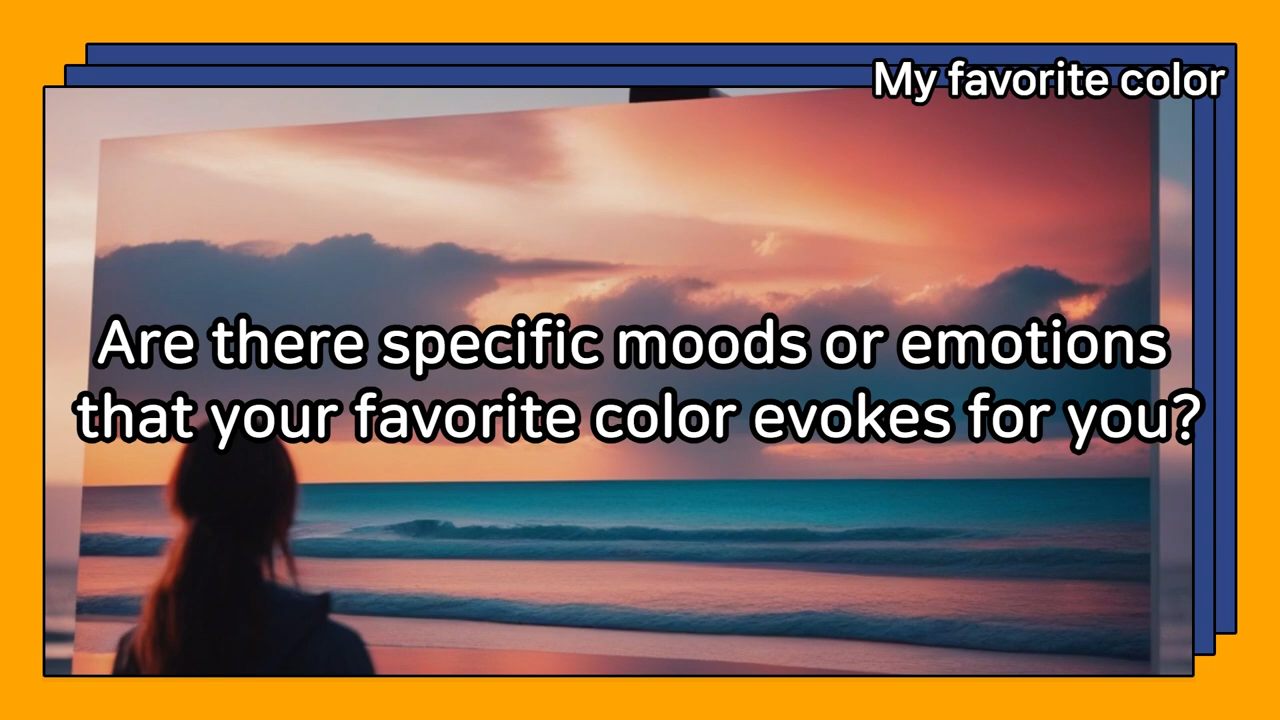 My favorite color
Are there specific moods or emotions
that your favorite color evokes for you?